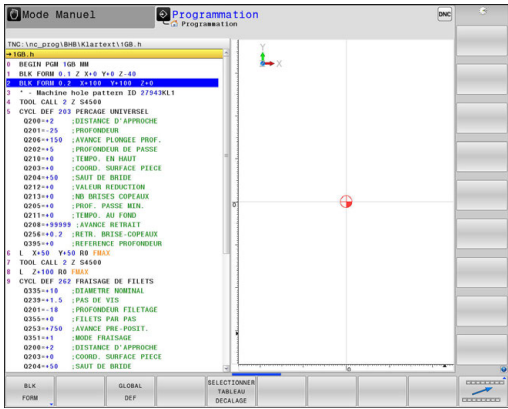 Mode Manuel
Programmation
Programmation
DNC
TNC:\nc_prog\BHB\Klartext\1GB.h
→1GB.h
0 BEGIN PGM 1GB MM
1 BLK FORM 0.1 Z X+0 Y+0 Z-40
2 BLK FORM 0.2 X+100 Y+100 Z+0
3 * - Machine hole pattern ID 27943KL1
4 TOOL CALL 2 Z S4500
5 CYCL DEF 203 PERCAGE UNIVERSEL
Q200=+2 ;DISTANCE D'APPROCHE
Q201=-25 ;PROFONDEUR
Q206=+150 ;AVANCE PLONGEE PROF.
Q202=+5 ;PROFONDEUR DE PASSE
Q210=+0 ;TEMPO. EN HAUT
Q203=+0 ;COORD. SURFACE PIECE
Q204=+50 ;SAUT DE BRIDE
Q212=+0 ;VALEUR REDUCTION
Q213=+0 ;NB BRISES COPEAUX
Q205=+0 ;PROF. PASSE MIN.
Q211=+0 ;TEMPO. AU FOND
Q208=+99999 ;AVANCE RETRAIT
Q256=+0.2 ;RETR. BRISE-COPEAUX
Q395=+0 ;REFERENCE PROFONDEUR
6 L X+50 Y+50 R0 FMAX
7 TOOL CALL 2 Z S4500
8 L Z+100 R0 FMAX
9 CYCL DEF 262 FRAISAGE DE FILETS
Q335=+10 ;DIAMETRE NOMINAL
Q239=+1.5 ;PAS DE VIS
Q201=-18 ;PROFONDEUR FILETAGE
Q355=+0 ;FILETS PAR PAS
Q253=+750 ;AVANCE PRE-POSIT.
Q351=+1 ;MODE FRAISAGE
Q200=+2 ;DISTANCE D'APPROCHE
Q203=+0 ;COORD. SURFACE PIECE
Q204=+50 ;SAUT DE BRIDE
Y
X
0
0
BLK
FORM
GLOBAL
DEF
SELECTIONNER
TABLEAU
DECALAGE